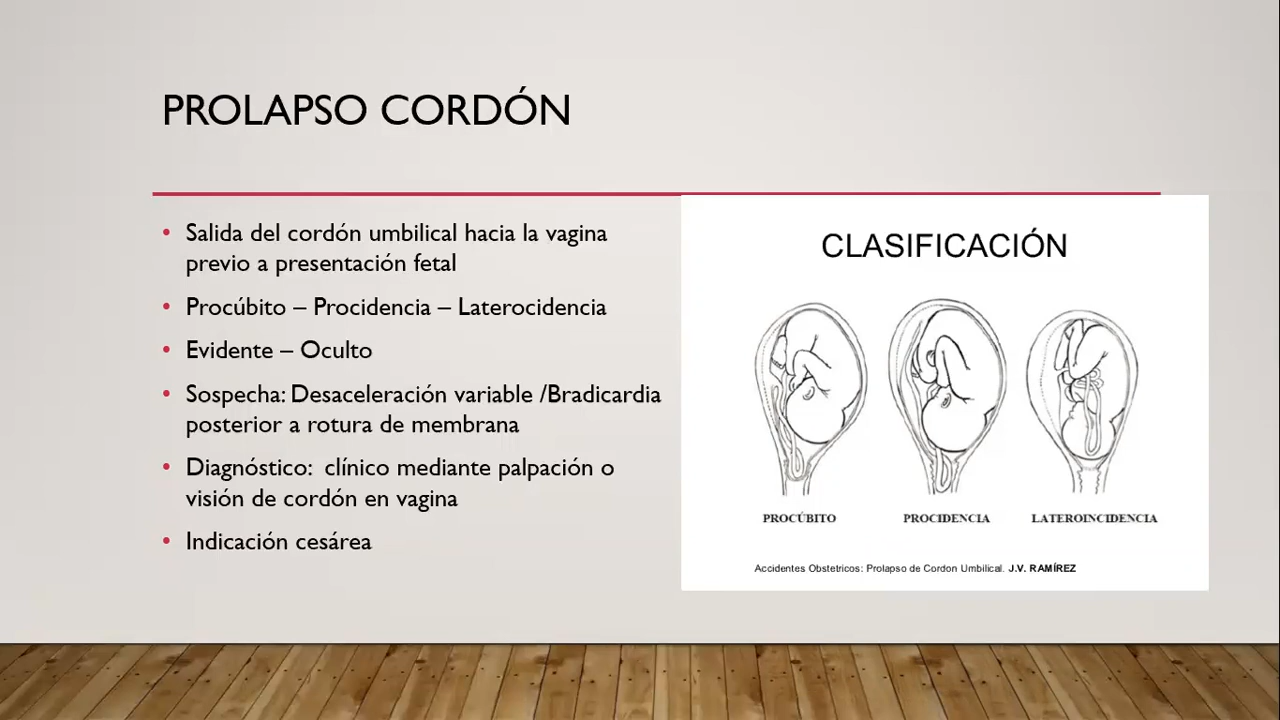 PROLAPSO CORDÓN
• Salida del cordón umbilical hacia la vagina
previo a presentación fetal
• Procúbito – Procidencia – Laterocidencia
• Evidente – Oculto
• Sospecha: Desaceleración variable /Bradicardia
posterior a rotura de membrana
• Diagnóstico: clínico mediante palpación o
visión de cordón en vagina
• Indicación cesárea
CLASIFICACIÓN
PROCÚBITO
PROCIDENCIA
LATEROINCIDENCIA
Accidentes Obstetricos: Prolapso de Cordon Umbilical. J.V. RAMÍREZ